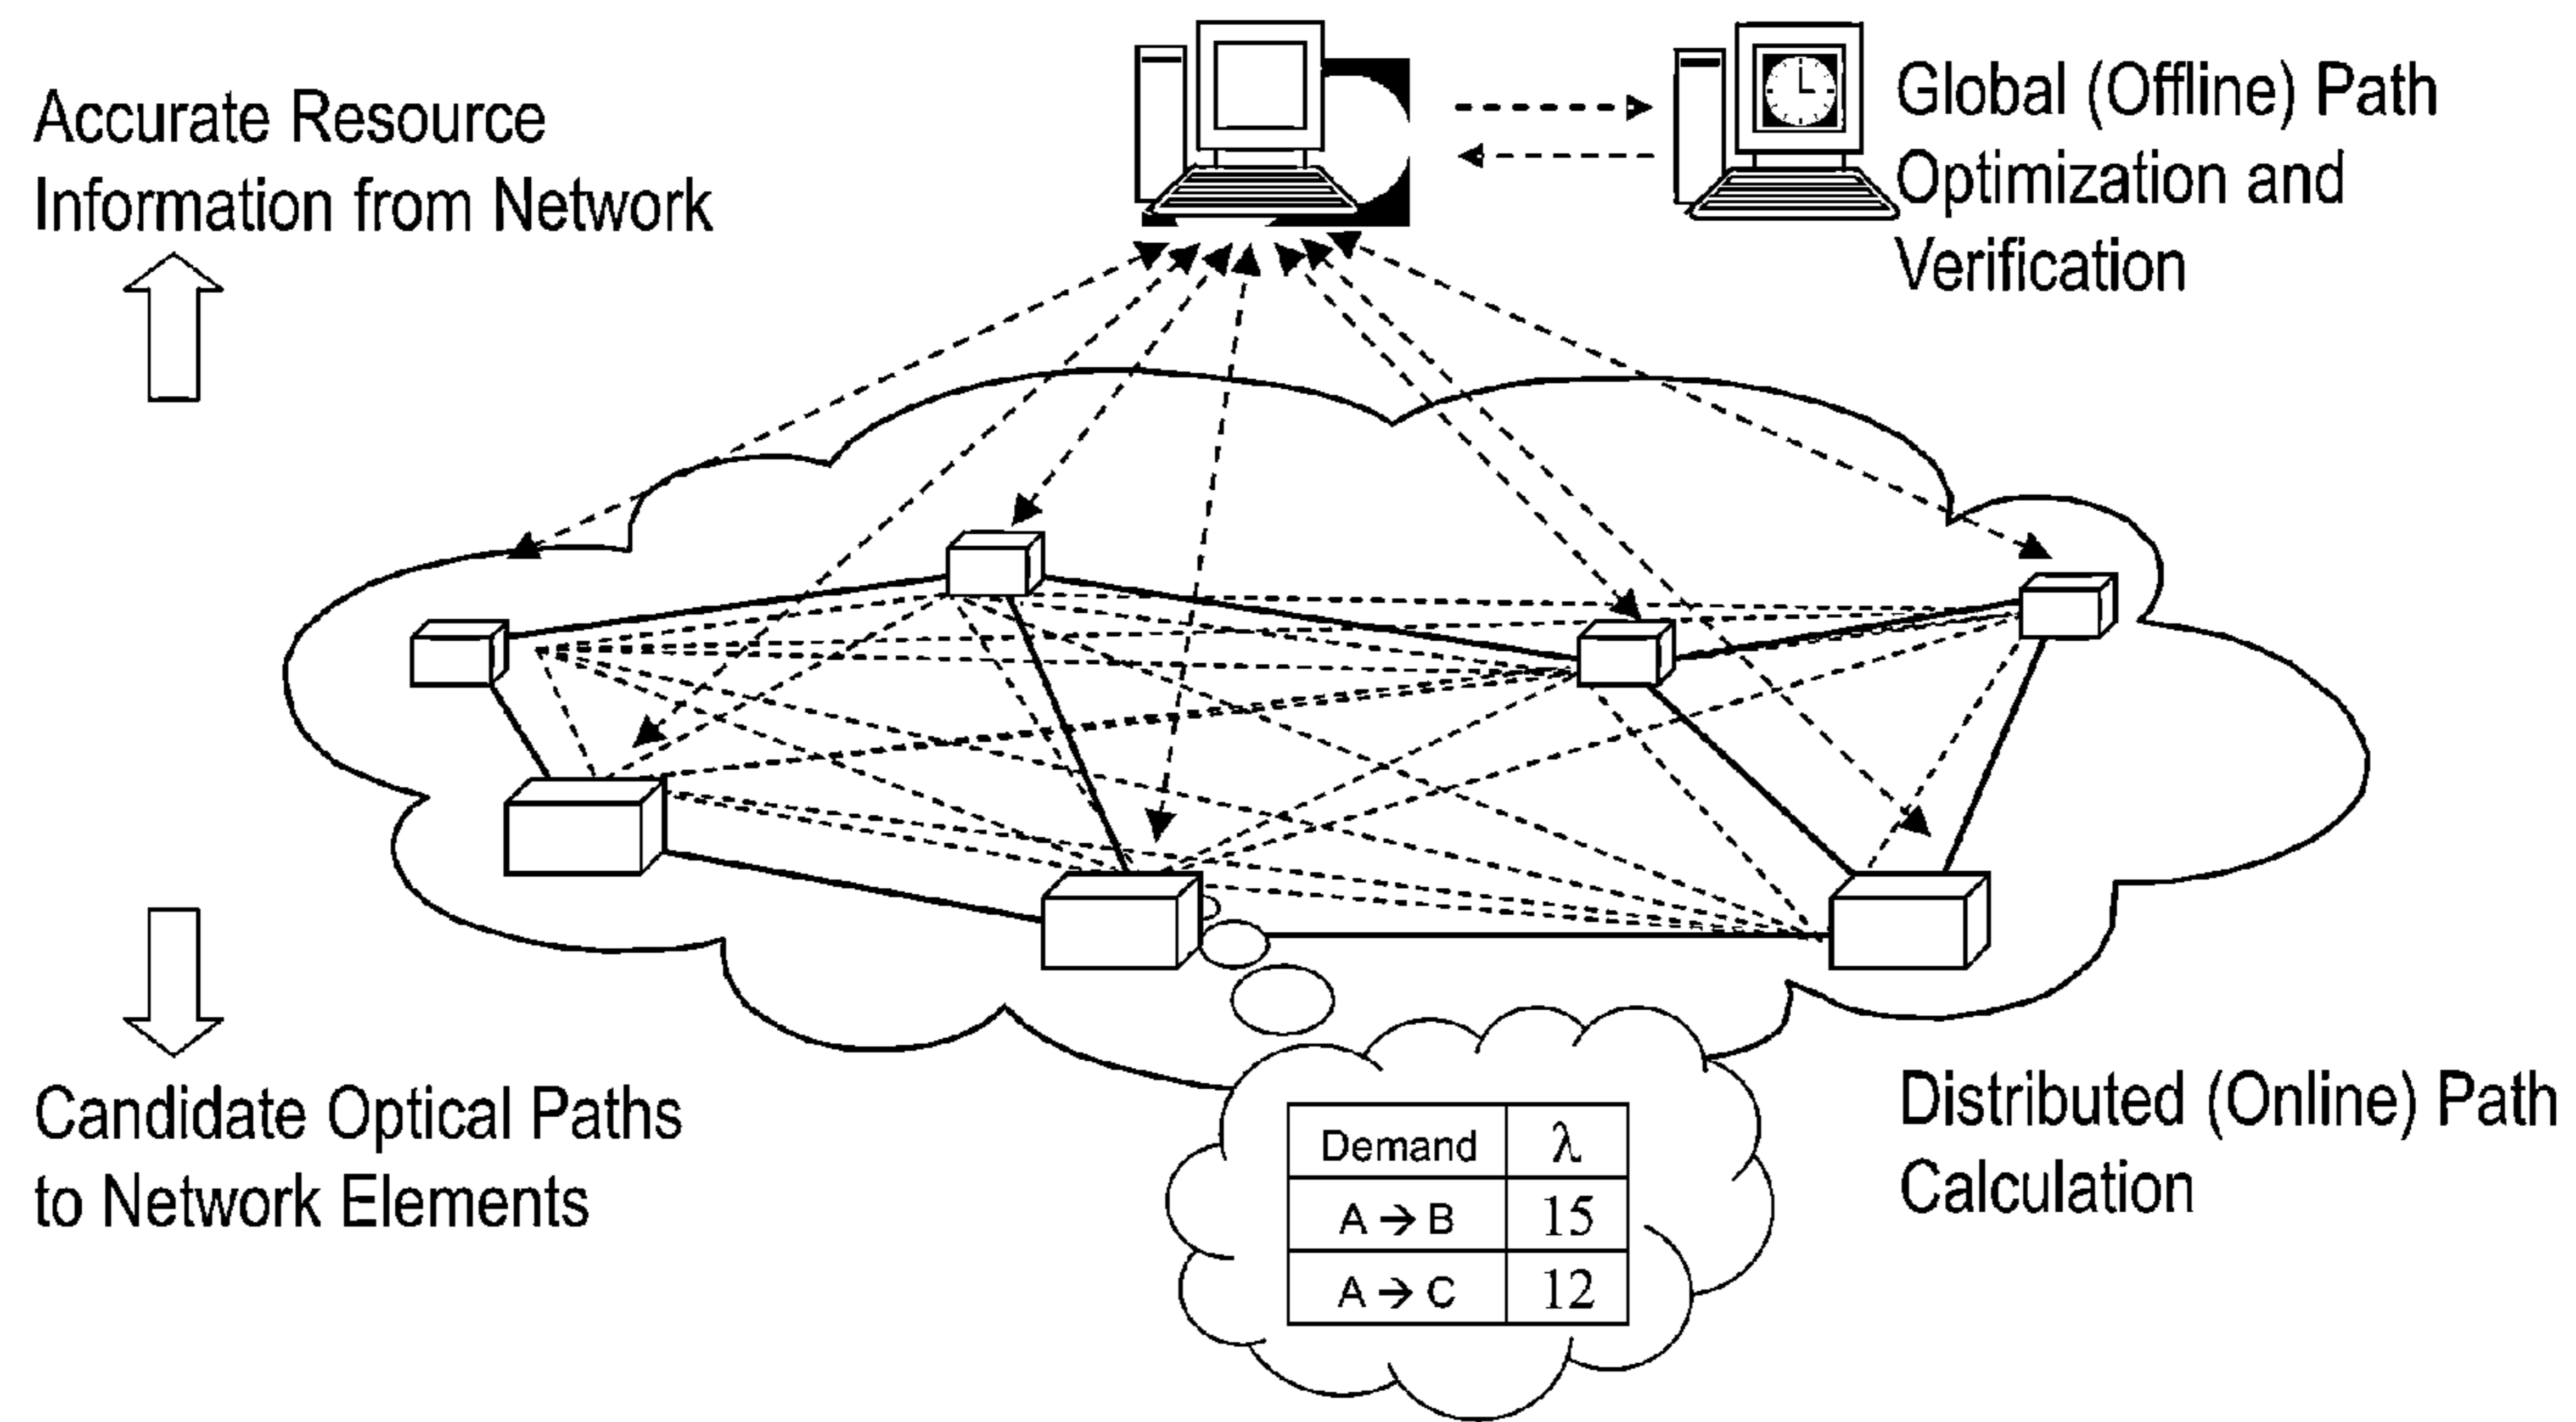 Accurate Resource
Information from Network
Global (Offline) Path
Optimization and
Verification
Candidate Optical Paths
to Network Elements
Demand λ
A → B 15
A → C 12
Distributed (Online) Path
Calculation